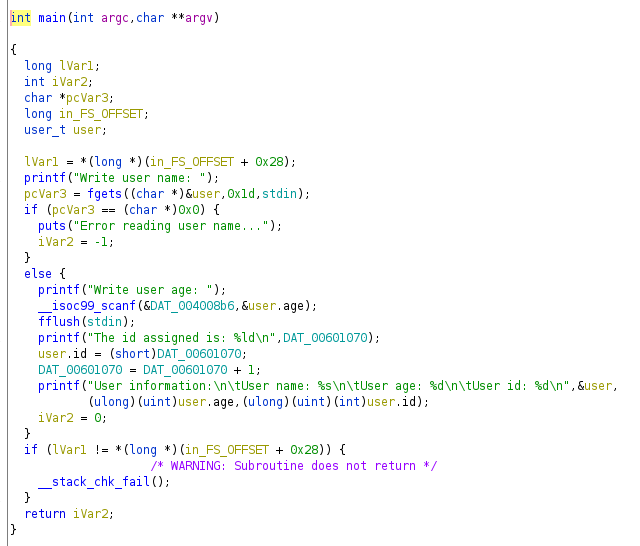 int main(int argc,char **argv)
{
long lVar1;
int iVar2;
char *pcVar3;
long in_FS_OFFSET;
user_t user;
lVar1 = *(long *)(in_FS_OFFSET + 0x28);
printf("Write user name: ");
pcVar3 = fgets((char *)&user,0x1d,stdin);
if (pcVar3 == (char *)0x0) {
puts("Error reading user name...");
iVar2 = -1;
}
else {
printf("Write user age: ");
__isoc99_scanf(&DAT_004008b6,&user.age);
fflush(stdin);
printf("The id assigned is: %ld\n",DAT_00601070);
user.id = (short)DAT_00601070;
DAT_00601070 = DAT_00601070 + 1;
printf("User information:\n\tUser name: %s\n\tUser age: %d\n\tUser id: %d\n",&user,
(ulong)(uint)user.age,(ulong)(uint)(int)user.id);
iVar2 = 0;
}
if (lVar1 != *(long *)(in_FS_OFFSET + 0x28)) {
/* WARNING: Subroutine does not return */
__stack_chk_fail();
}
return iVar2;
}